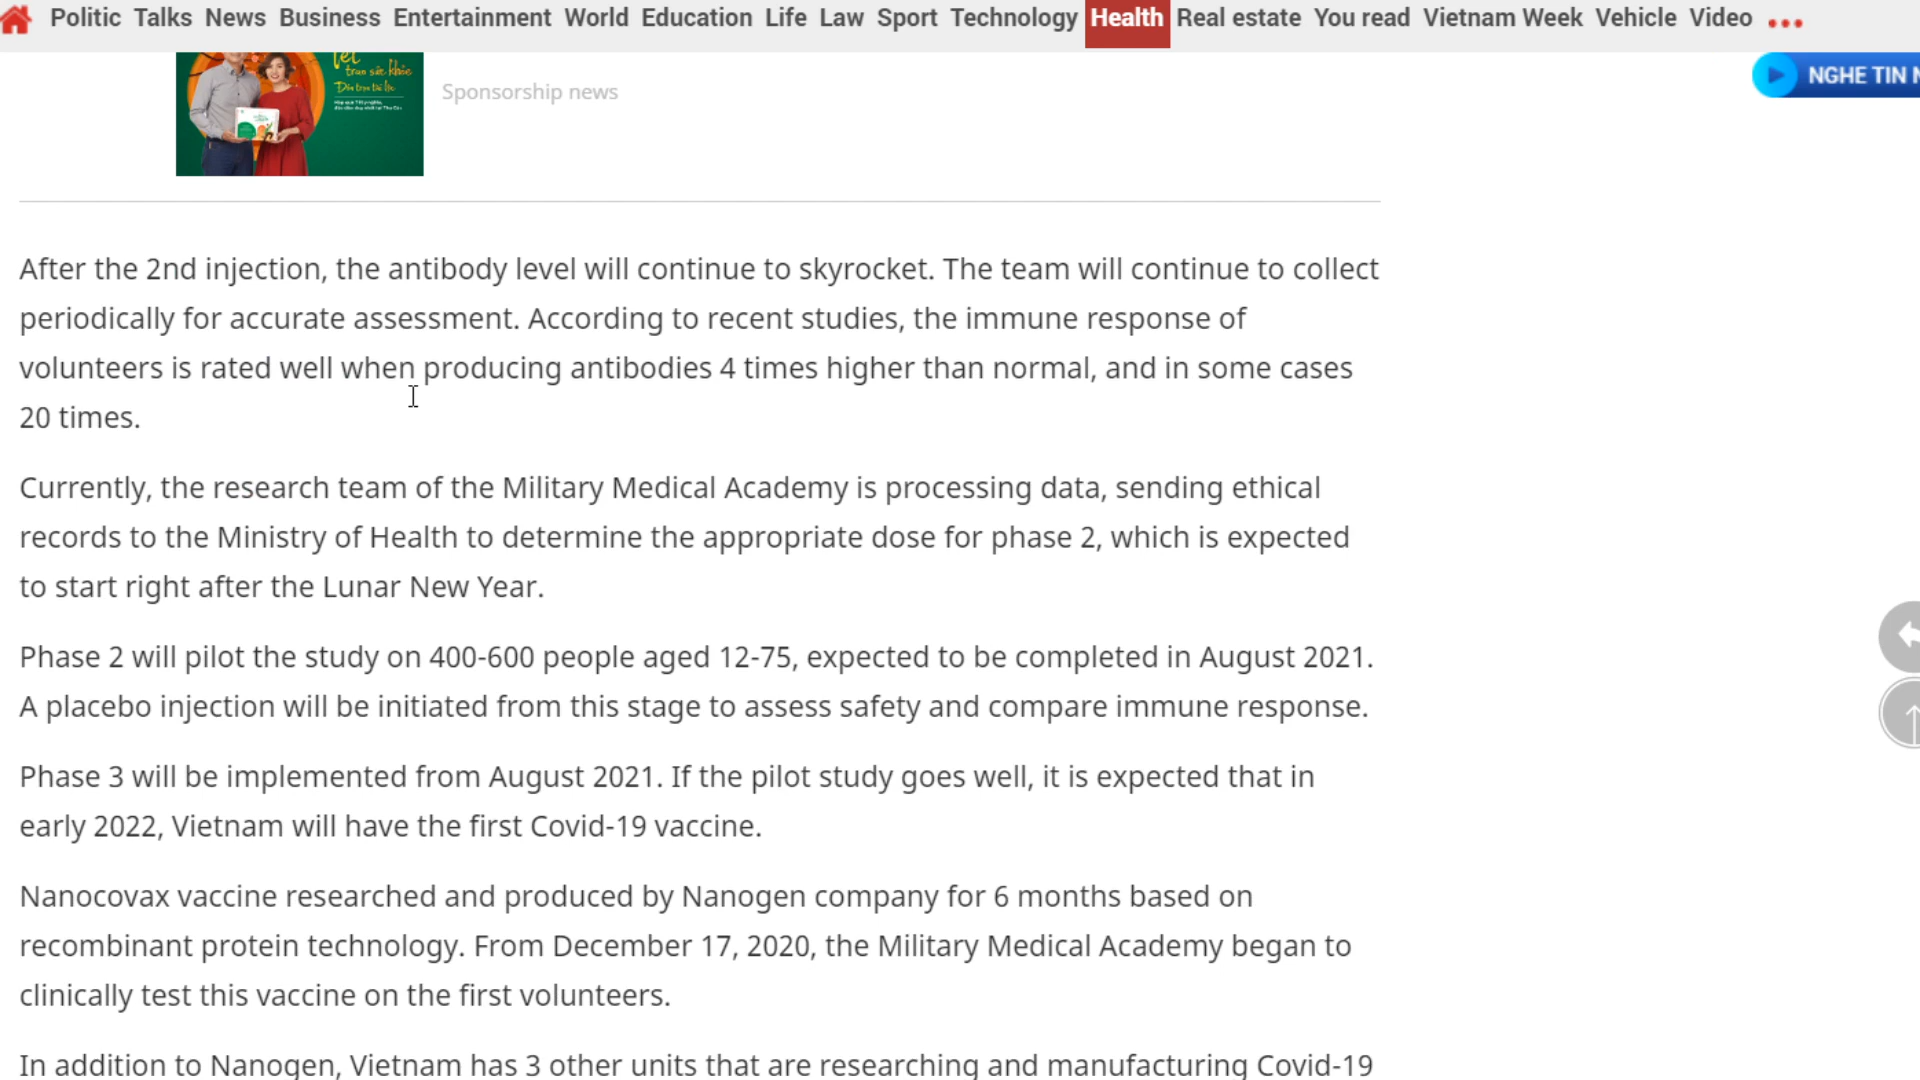 Politic Talks News Business Entertainment World Education Life Law Sport Technology Health Real estate You read Vietnam Week Vehicle Video
Tết
trao sức khỏe
Đón trọn tài lộc
Sponsorship news
NGHE TIN
After the 2nd injection, the antibody level will continue to skyrocket. The team will continue to collect
periodically for accurate assessment. According to recent studies, the immune response of
volunteers is rated well when producing antibodies 4 times higher than normal, and in some cases
20 times.
Currently, the research team of the Military Medical Academy is processing data, sending ethical
records to the Ministry of Health to determine the appropriate dose for phase 2, which is expected
to start right after the Lunar New Year.
Phase 2 will pilot the study on 400-600 people aged 12-75, expected to be completed in August 2021.
A placebo injection will be initiated from this stage to assess safety and compare immune response.
Phase 3 will be implemented from August 2021. If the pilot study goes well, it is expected that in
early 2022, Vietnam will have the first Covid-19 vaccine.
Nanocovax vaccine researched and produced by Nanogen company for 6 months based on
recombinant protein technology. From December 17, 2020, the Military Medical Academy began to
clinically test this vaccine on the first volunteers.
In addition to Nanogen, Vietnam has 3 other units that are researching and manufacturing Covid-19